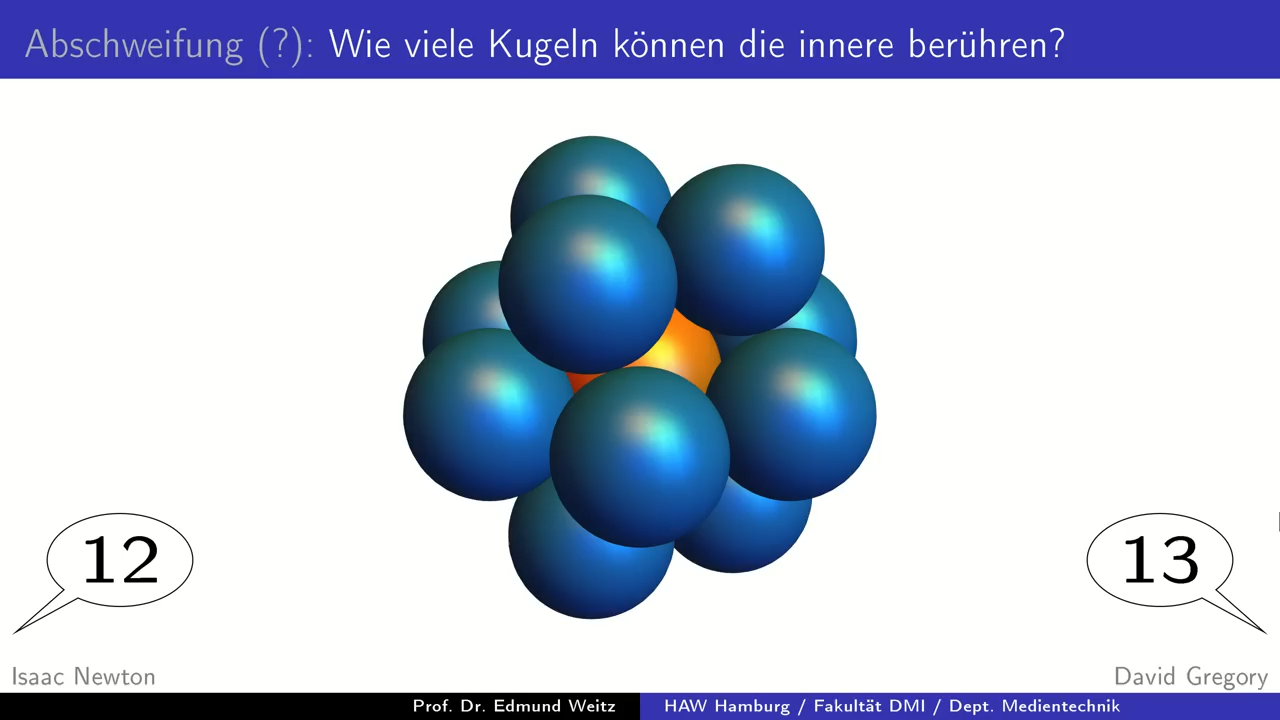 Abschweifung (?): Wie viele Kugeln können die innere berühren?
12
13
Isaac Newton
David Gregory
Prof. Dr. Edmund Weitz
HAW Hamburg / Fakultät DMI / Dept. Medientechnik